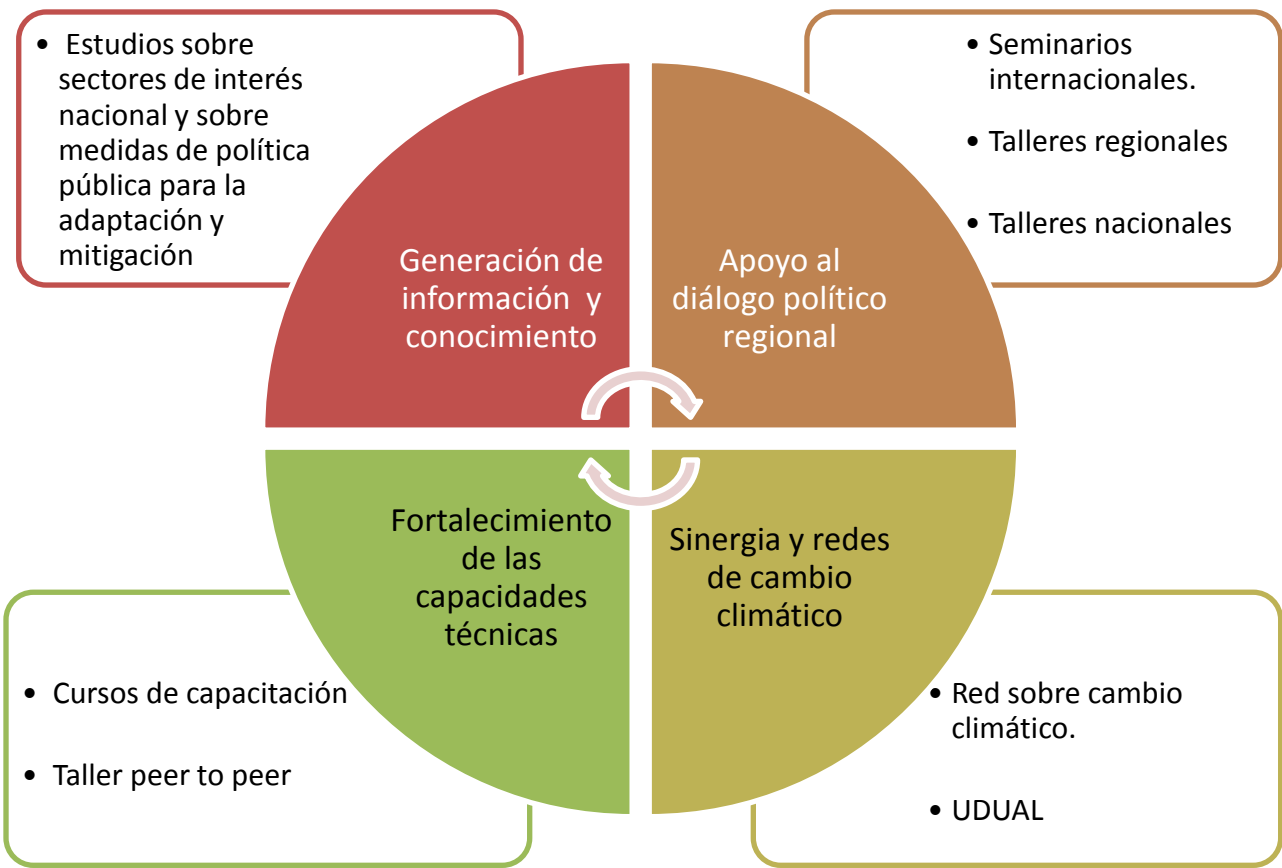 • Estudios sobre
sectores de interés
nacional y sobre
medidas de política
pública para la
adaptación y
mitigación
• Seminarios
internacionales.
• Talleres regionales
• Talleres nacionales
Generación de
información y
conocimiento
Apoyo al
diálogo político
regional
Fortalecimiento
de las
capacidades
técnicas
Sinergia y redes
de cambio
climático
• Cursos de capacitación
• Taller peer to peer
• Red sobre cambio
climático.
• UDUAL